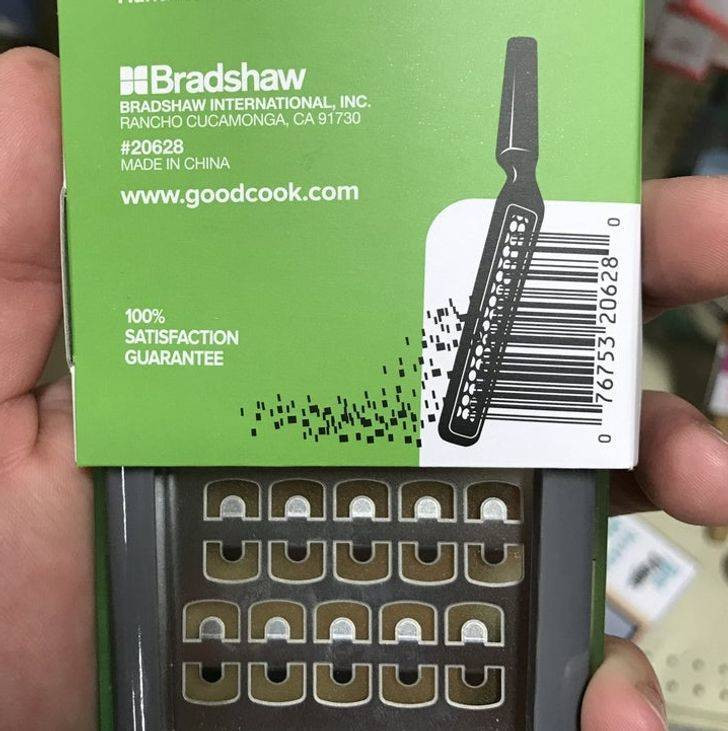 Bradshaw
BRADSHAW INTERNATIONAL, INC.
RANCHO CUCAMONGA, CA 91730
#20628
MADE IN CHINA
www.goodcook.com
100%
SATISFACTION
GUARANTEE
0 76753 20628 0